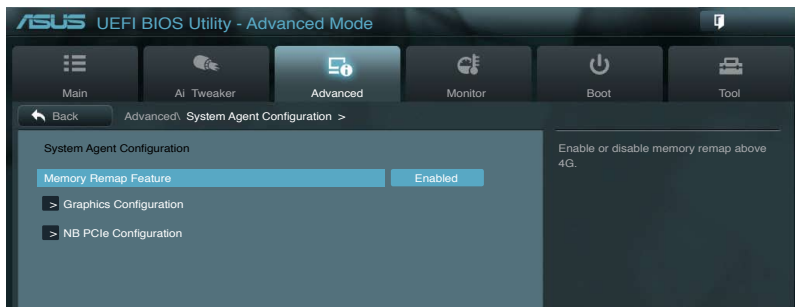 ASUS UEFI BIOS Utility - Advanced Mode
Main Ai Tweaker Advanced Monitor Boot Tool
Back Advanced\ System Agent Configuration >
System Agent Configuration
Memory Remap Feature Enabled
> Graphics Configuration
> NB PCIe Configuration
Enable or disable memory remap above
4G.